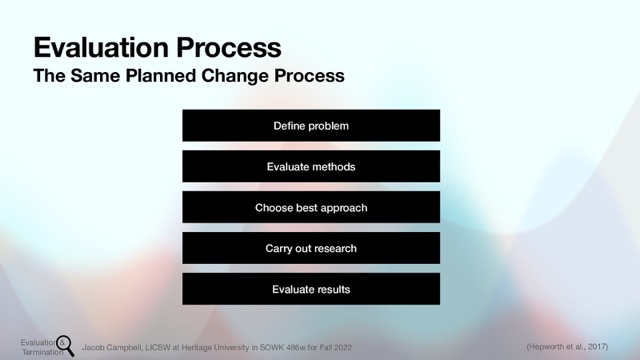 Evaluation Process
The Same Planned Change Process
Define problem
Evaluate methods
Choose best approach
Carry out research
Evaluate results
Evaluation &
Termination
Jacob Campbell, LICSW at Heritage University in SOWK 486w for Fall 2022
(Hepworth et al., 2017)